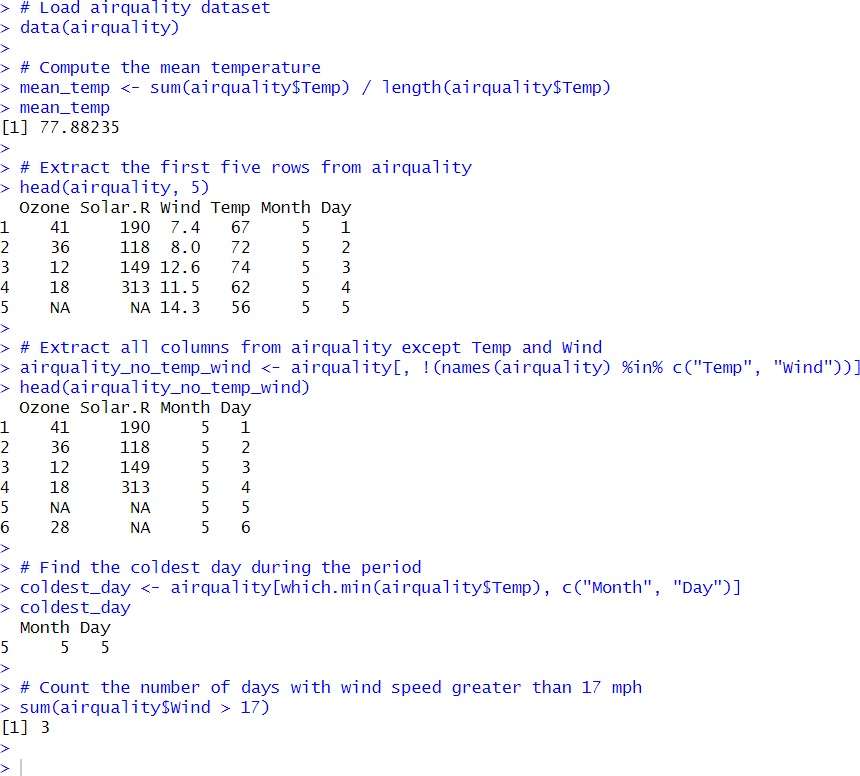 > # Load airquality dataset
> data(airquality)
>
> # Compute the mean temperature
> mean_temp <- sum(airquality$Temp) / length(airquality$Temp)
> mean_temp
[1] 77.88235
>
> # Extract the first five rows from airquality
> head(airquality, 5)
  Ozone Solar.R Wind Temp Month Day
1    41     190  7.4   67     5   1
2    36     118  8.0   72     5   2
3    12     149 12.6   74     5   3
4    18     313 11.5   62     5   4
5    NA      NA 14.3   56     5   5
>
> # Extract all columns from airquality except Temp and Wind
> airquality_no_temp_wind <- airquality[, !(names(airquality) %in% c("Temp", "Wind"))]
> head(airquality_no_temp_wind)
  Ozone Solar.R Month Day
1    41     190     5   1
2    36     118     5   2
3    12     149     5   3
4    18     313     5   4
5    NA      NA     5   5
6    28      NA     5   6
>
> # Find the coldest day during the period
> coldest_day <- airquality[which.min(airquality$Temp), c("Month", "Day")]
> coldest_day
  Month Day
5     5   5
>
> # Count the number of days with wind speed greater than 17 mph
> sum(airquality$Wind > 17)
[1] 3
>
>